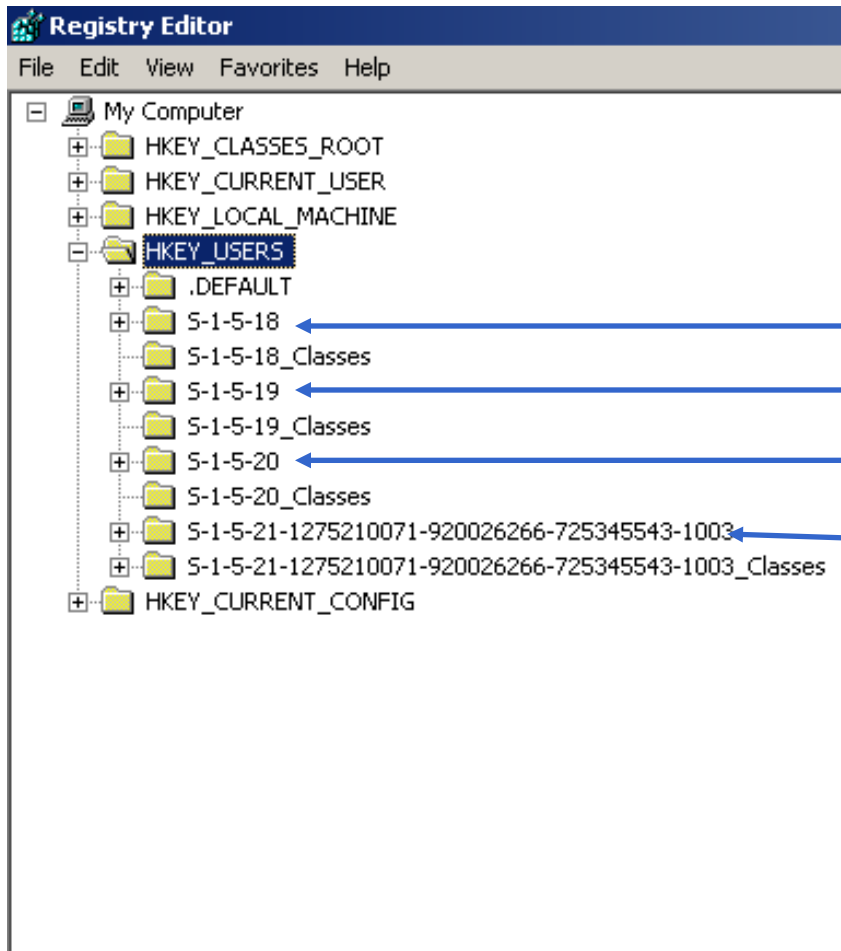 Registry Editor
File Edit View Favorites Help
My Computer
HKEY_CLASSES_ROOT
HKEY_CURRENT_USER
HKEY_LOCAL_MACHINE
HKEY_USERS
.DEFAULT
S-1-5-18
S-1-5-18_Classes
S-1-5-19
S-1-5-19_Classes
S-1-5-20
S-1-5-20_Classes
S-1-5-21-1275210071-920026266-725345543-1003
S-1-5-21-1275210071-920026266-725345543-1003_Classes
HKEY_CURRENT_CONFIG